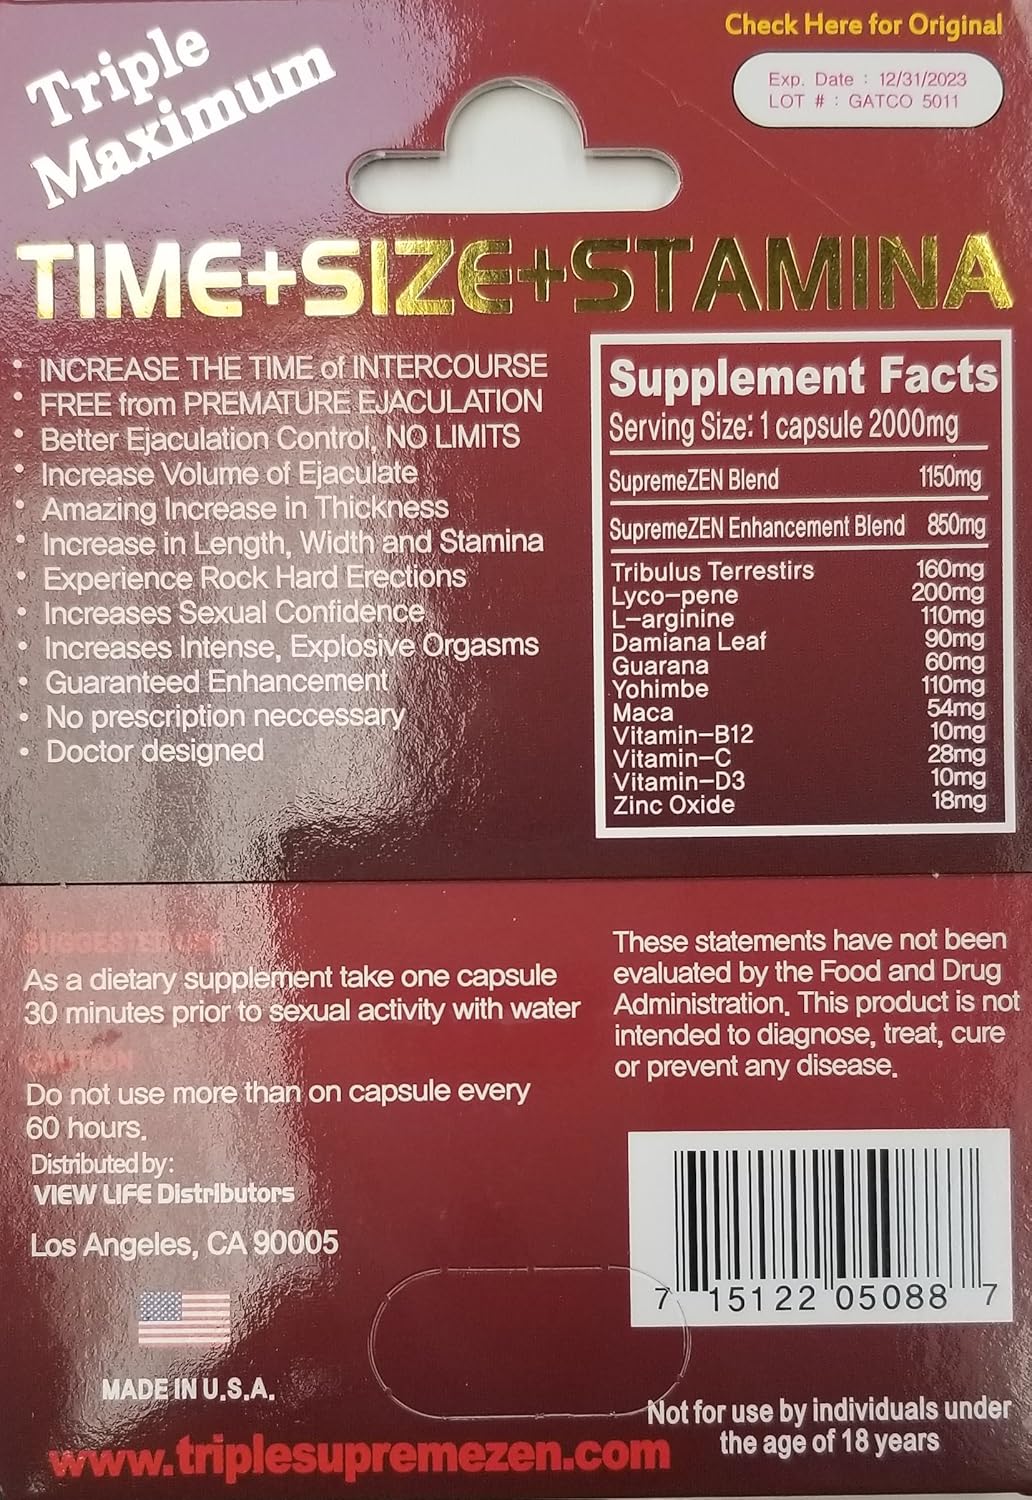 Triple
Maximum
Check Here for Original
Exp. Date : 12/31/2023
LOT # : GATCO 5011
TIME+SIZE+STAMINA
• INCREASE THE TIME of INTERCOURSE
• FREE from PREMATURE EJACULATION
• Better Ejaculation Control, NO LIMITS
• Increase Volume of Ejaculate
• Amazing Increase in Thickness
• Increase in Length, Width and Stamina
• Experience Rock Hard Erections
• Increases Sexual Confidence
• Increases Intense, Explosive Orgasms
• Guaranteed Enhancement
• No prescription neccessary
• Doctor designed
Supplement Facts
Serving Size: 1 capsule 2000mg
SupremeZEN Blend 1150mg
SupremeZEN Enhancement Blend 850mg
Tribulus Terrestirs 160mg
Lyco-pene 200mg
L-arginine 110mg
Damiana Leaf 90mg
Guarana 60mg
Yohimbe 110mg
Maca 54mg
Vitamin-B12 10mg
Vitamin-C 28mg
Vitamin-D3 10mg
Zinc Oxide 18mg
SUGGESTED USE
As a dietary supplement take one capsule
30 minutes prior to sexual activity with water
CAUTION
Do not use more than on capsule every
60 hours.
Distributed by:
VIEW LIFE Distributors
Los Angeles, CA 90005
MADE IN U.S.A.
www.triplesupremezen.com
These statements have not been
evaluated by the Food and Drug
Administration. This product is not
intended to diagnose, treat, cure
or prevent any disease.
7 15122 05088 7
Not for use by individuals under
the age of 18 years